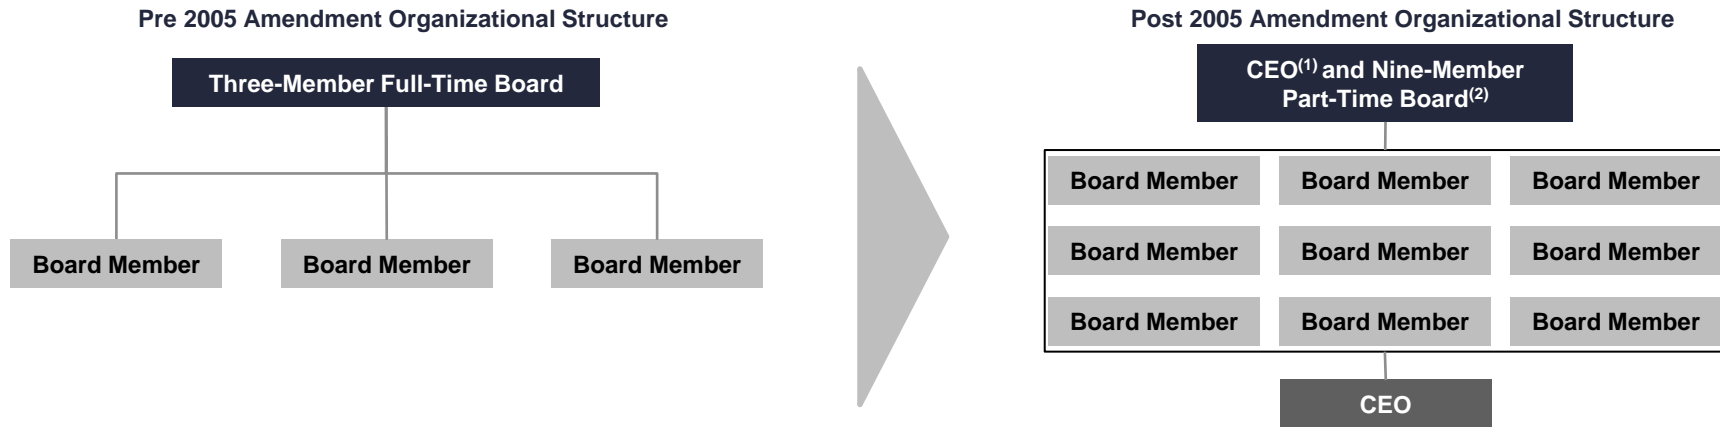 Pre 2005 Amendment Organizational Structure
Three-Member Full-Time Board
Board Member
Board Member
Board Member
Post 2005 Amendment Organizational Structure
CEO(1) and Nine-Member
Part-Time Board(2)
Board Member
Board Member
Board Member
Board Member
Board Member
Board Member
Board Member
Board Member
Board Member
CEO